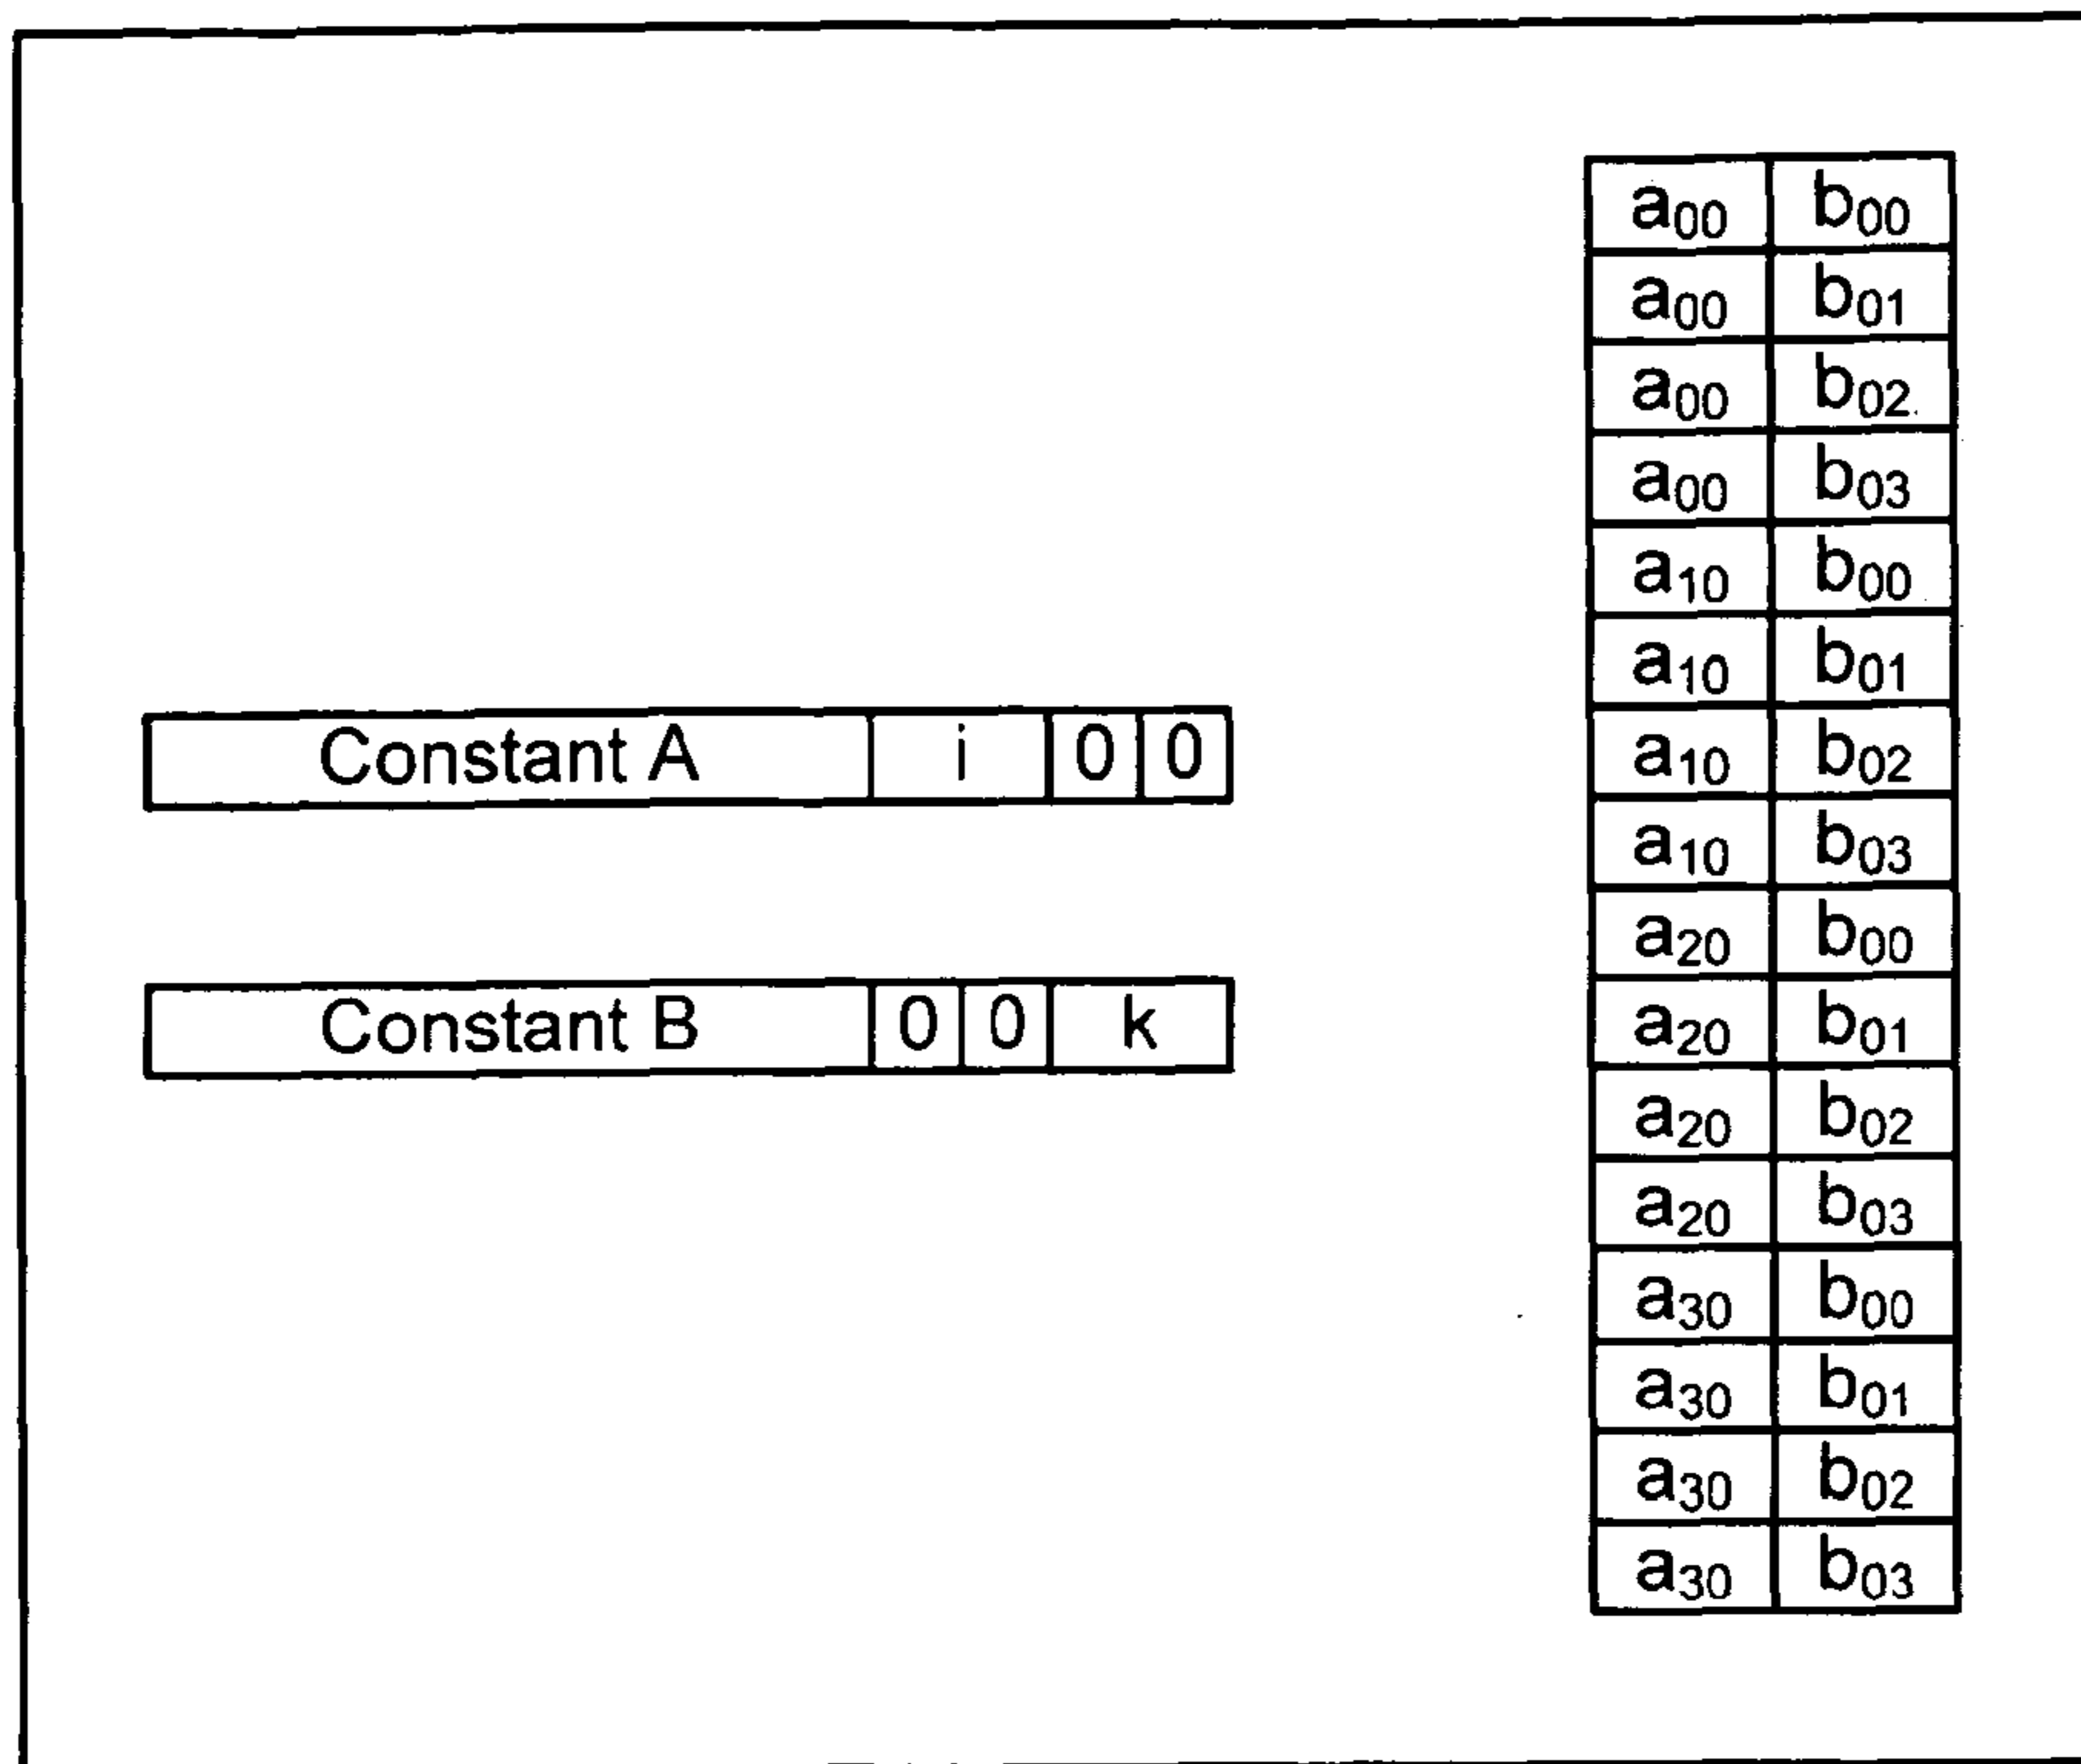 a00 b00
a00 b01
a00 b02
a00 b03
a10 b00
a10 b01
Constant A i 0 0 a10 b02
a10 b03
a20 b00
Constant B 0 0 k a20 b01
a20 b02
a20 b03
a30 b00
a30 b01
a30 b02
a30 b03